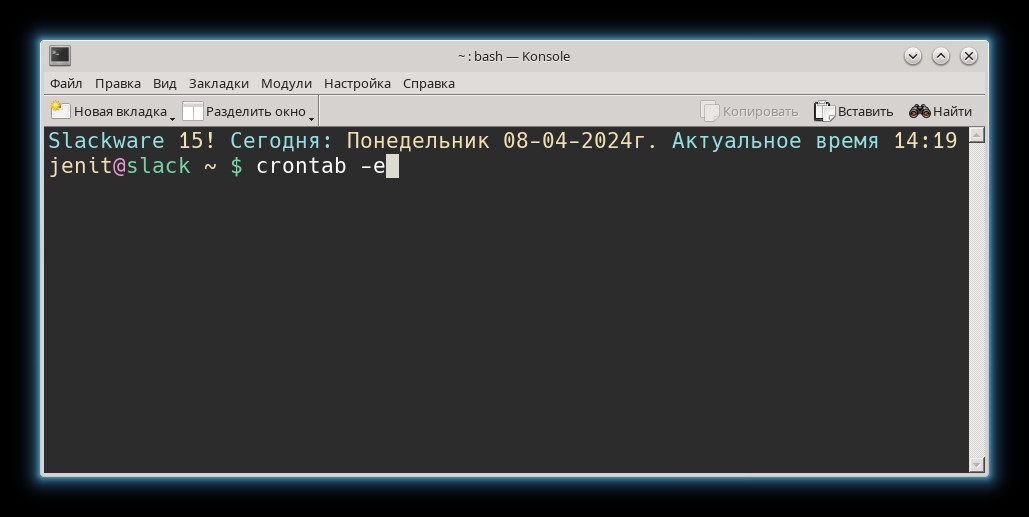 ~ : bash — Konsole
Файл Правка Вид Закладки Модули Настройка Справка
Новая вкладка Разделить окно Копировать Вставить Найти
Slackware 15! Сегодня: Понедельник 08-04-2024г. Актуальное время 14:19
jenit@slack ~ $ crontab -e